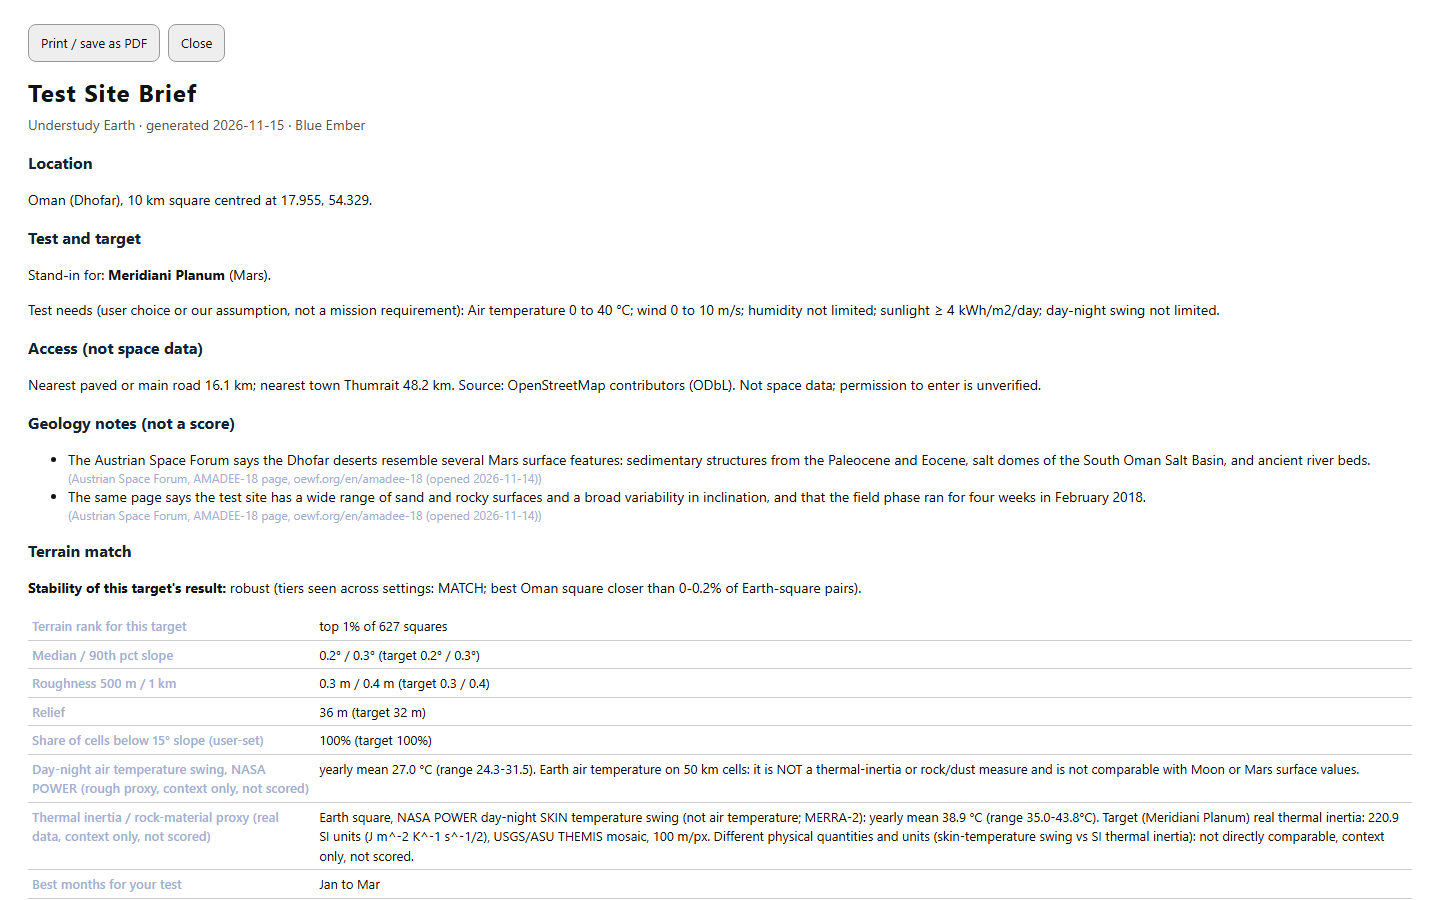 Print / save as PDF
Close
Test Site Brief
Understudy Earth · generated 2026-11-15 · Blue Ember
Location
Oman (Dhofar), 10 km square centred at 17.955, 54.329.
Test and target
Stand-in for: Meridiani Planum (Mars).
Test needs (user choice or our assumption, not a mission requirement): Air temperature 0 to 40 °C; wind 0 to 10 m/s; humidity not limited; sunlight ≥ 4 kWh/m2/day; day-night swing not limited.
Access (not space data)
Nearest paved or main road 16.1 km; nearest town Thumrait 48.2 km. Source: OpenStreetMap contributors (ODbL). Not space data; permission to enter is unverified.
Geology notes (not a score)
• The Austrian Space Forum says the Dhofar deserts resemble several Mars surface features: sedimentary structures from the Paleocene and Eocene, salt domes of the South Oman Salt Basin, and ancient river beds.
(Austrian Space Forum, AMADEE-18 page, oewf.org/en/amadee-18 (opened 2026-11-14))
• The same page says the test site has a wide range of sand and rocky surfaces and a broad variability in inclination, and that the field phase ran for four weeks in February 2018.
(Austrian Space Forum, AMADEE-18 page, oewf.org/en/amadee-18 (opened 2026-11-14))
Terrain match
Stability of this target's result: robust (tiers seen across settings: MATCH; best Oman square closer than 0-0.2% of Earth-square pairs).
Terrain rank for this target top 1% of 627 squares
Median / 90th pct slope 0.2° / 0.3° (target 0.2° / 0.3°)
Roughness 500 m / 1 km 0.3 m / 0.4 m (target 0.3 / 0.4)
Relief 36 m (target 32 m)
Share of cells below 15° slope (user-set) 100% (target 100%)
Day-night air temperature swing, NASA
POWER (rough proxy, context only, not scored)
yearly mean 27.0 °C (range 24.3-31.5). Earth air temperature on 50 km cells: it is NOT a thermal-inertia or rock/dust measure and is not comparable with Moon or Mars surface values.
Thermal inertia / rock-material proxy (real
data, context only, not scored)
Earth square, NASA POWER day-night SKIN temperature swing (not air temperature; MERRA-2): yearly mean 38.9 °C (range 35.0-43.8°C). Target (Meridiani Planum) real thermal inertia: 220.9
SI units (J m^-2 K^-1 s^-1/2), USGS/ASU THEMIS mosaic, 100 m/px. Different physical quantities and units (skin-temperature swing vs SI thermal inertia): not directly comparable, context
only, not scored.
Best months for your test Jan to Mar